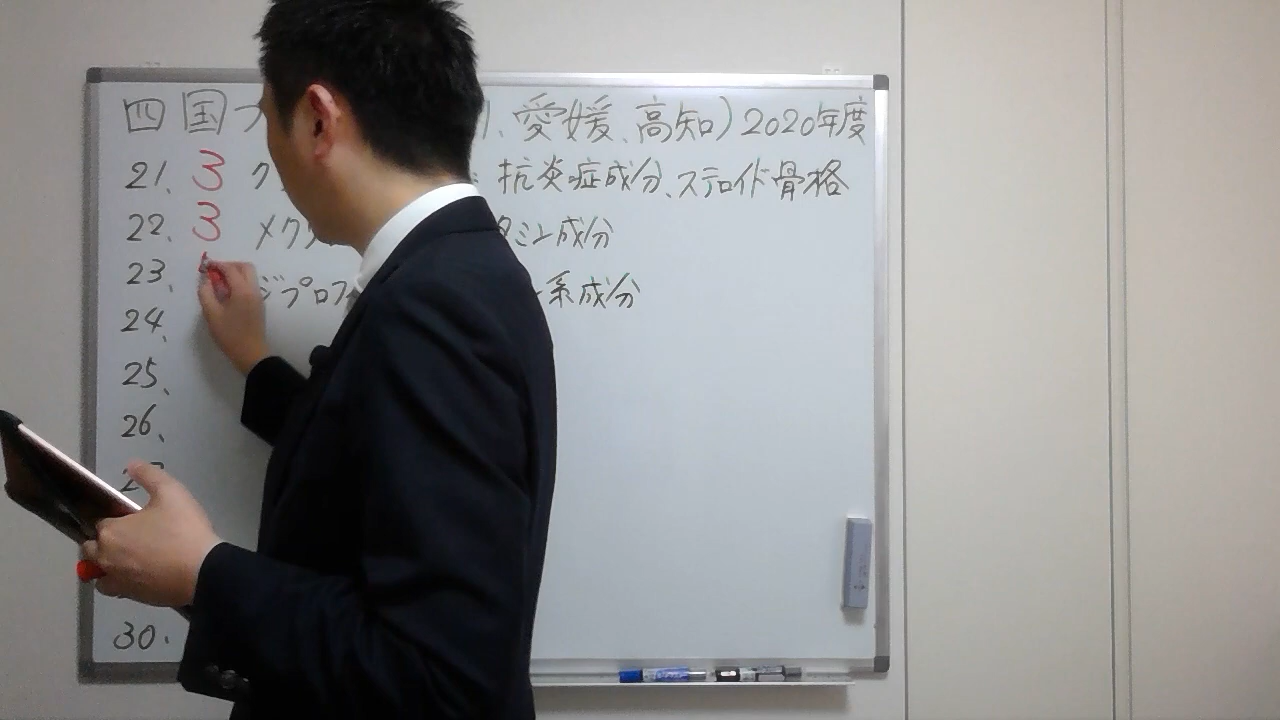 四国ブ 、愛媛、高知)2020年度
21. 3 ク 抗炎症成分、ステロイド骨格
22. 3 メクリ タミン成分
23. ジプロフ 系成分
24.
25.
26.
30.